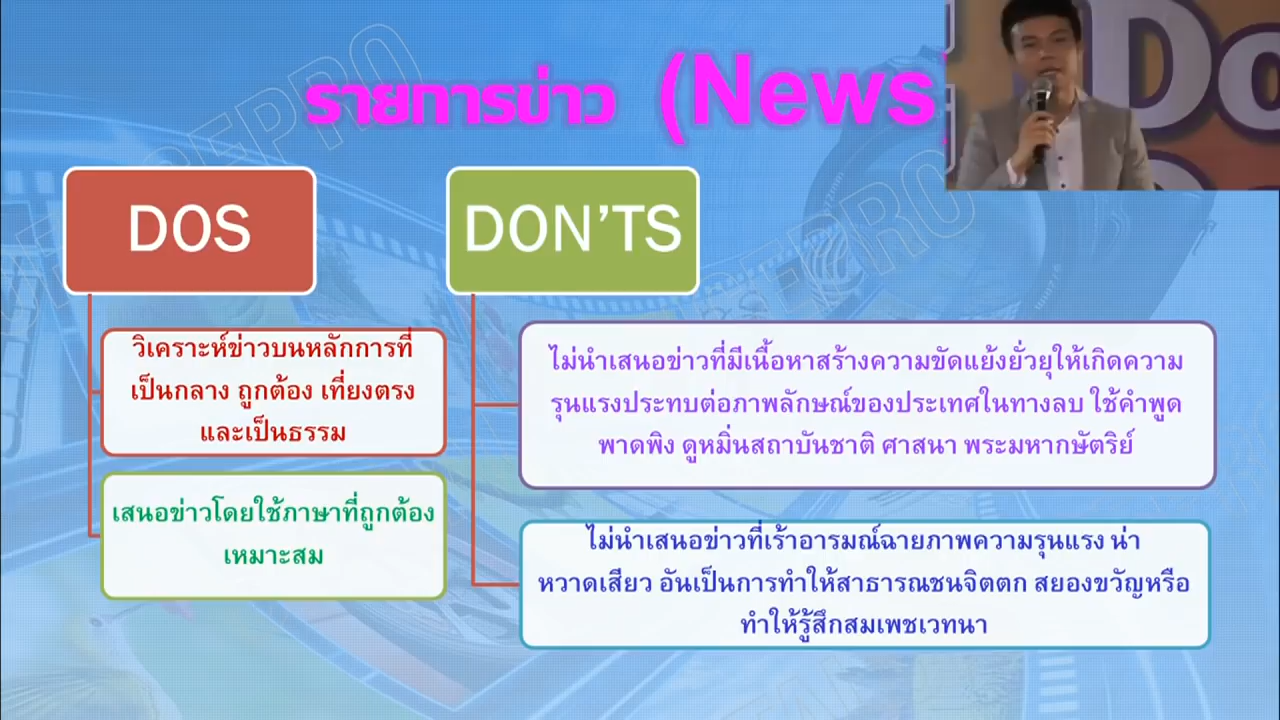 รายการข่าว (News
Do
DOS
DON'TS
วิเคราะห์ข่าวบนหลักการที่
เป็นกลาง ถูกต้อง เที่ยงตรง
และเป็นธรรม
เสนอข่าวโดยใช้ภาษาที่ถูกต้อง
เหมาะสม
ไม่นำเสนอข่าวที่มีเนื้อหาสร้างความขัดแย้งยั่วยุให้เกิดความ
รุนแรงประทบต่อภาพลักษณ์ของประเทศในทางลบ ใช้คำพูด
พาดพิง ดูหมิ่นสถาบันชาติ ศาสนา พระมหากษัตริย์
ไม่นำเสนอข่าวที่เร้าอารมณ์ฉายภาพความรุนแรง น่า
หวาดเสียว อันเป็นการทำให้สาธารณชนจิตตก สยองขวัญหรือ
ทำให้รู้สึกสมเพชเวทนา